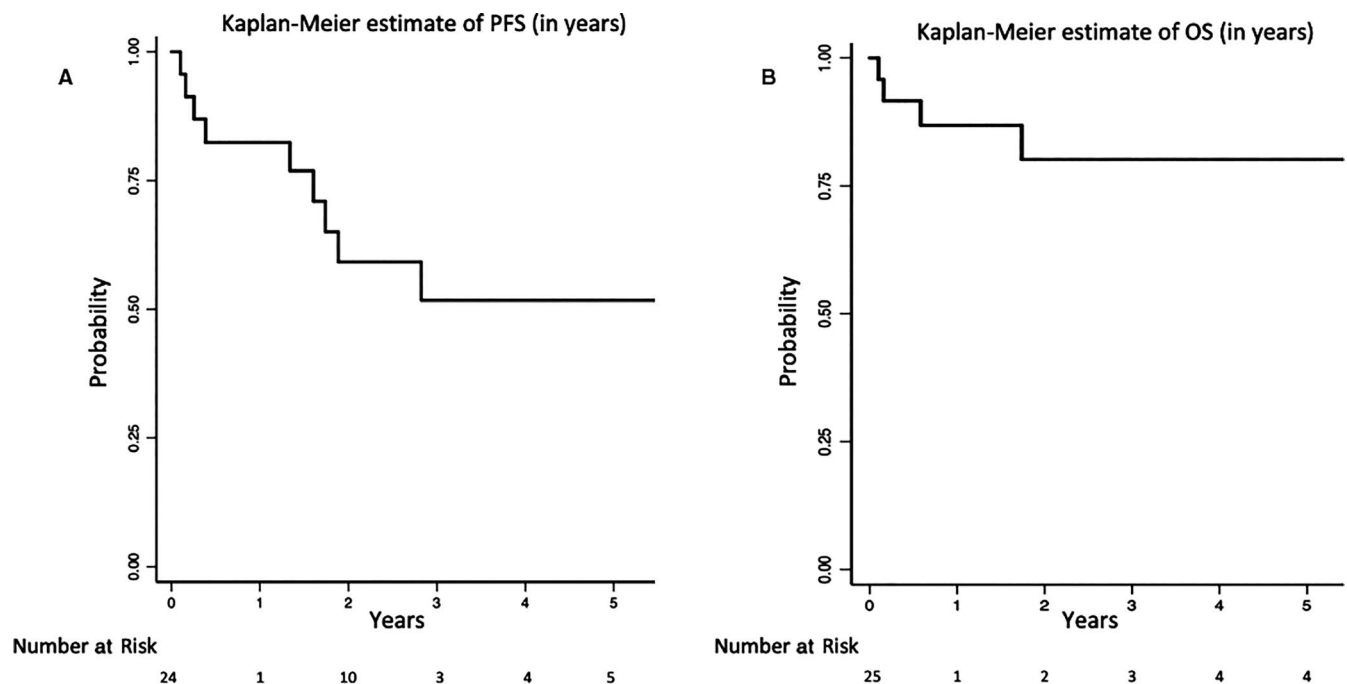 Kaplan-Meier estimate of PFS (in years)
A
1.00
0.75
0.50
0.25
0.00
Probability
0 1 2 3 4 5
Years
Number at Risk
24 1 10 3 4 5
Kaplan-Meier estimate of OS (in years)
B
1.00
0.75
0.50
0.25
0.00
Probability
0 1 2 3 4 5
Years
Number at Risk
25 1 2 3 4 4